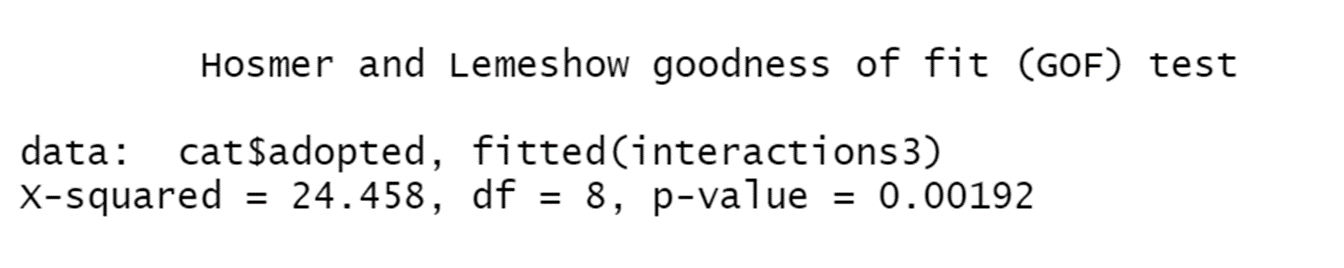 Hosmer and Lemeshow goodness of fit (GOF) test
data:  cat$adopted, fitted(interactions3)
X-squared = 24.458, df = 8, p-value = 0.00192